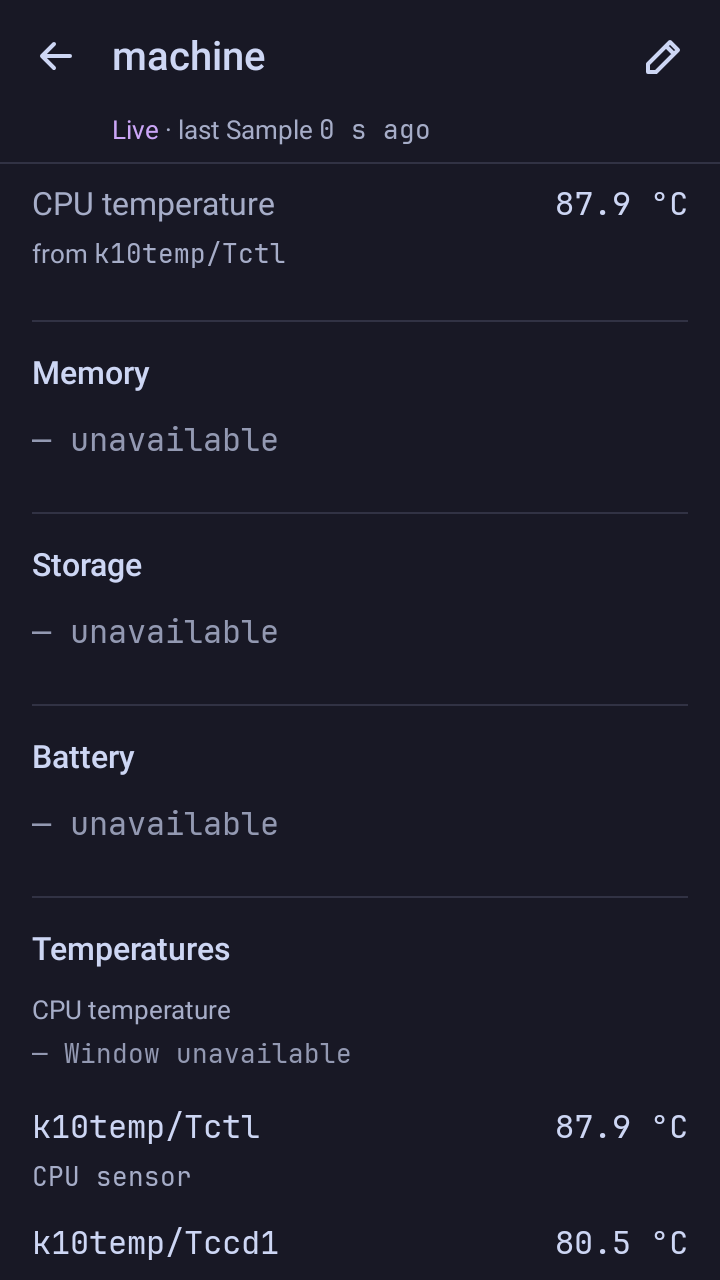 machine
Live · last Sample 0 s ago
CPU temperature 87.9 °C
from k10temp/Tctl
Memory
— unavailable
Storage
— unavailable
Battery
— unavailable
Temperatures
CPU temperature
— Window unavailable
k10temp/Tctl 87.9 °C
CPU sensor
k10temp/Tccd1 80.5 °C